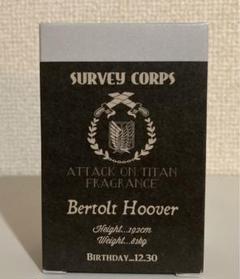 SURVEY CORPS
ATTACK ON TITAN
FRAGRANCE
Bertolt Hoover
Height...192cm
Weight...81kg
BIRTHDAY...12.30